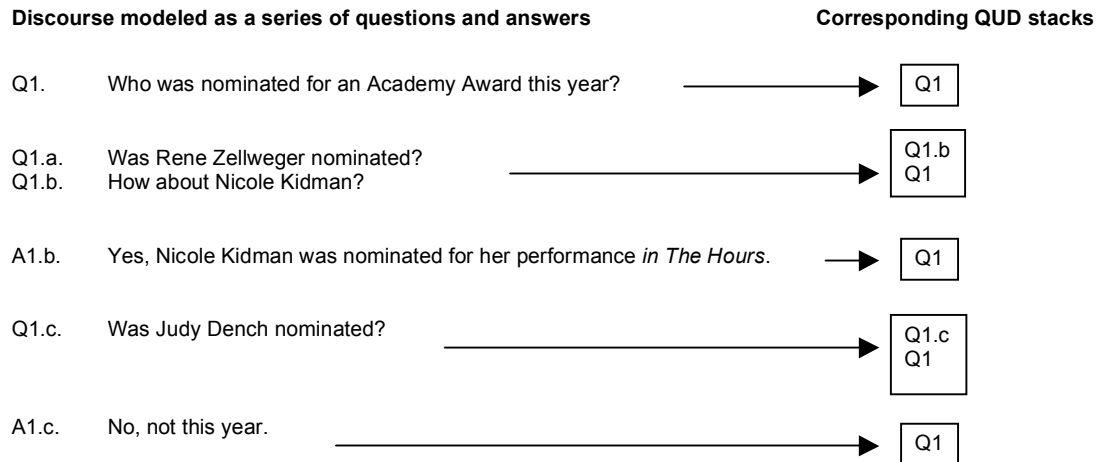 Discourse modeled as a series of questions and answers Corresponding QUD stacks
Q1. Who was nominated for an Academy Award this year? Q1
Q1.a. Was Rene Zellweger nominated?
Q1.b. How about Nicole Kidman?
Q1.b
Q1
A1.b. Yes, Nicole Kidman was nominated for her performance in The Hours. Q1
Q1.c. Was Judy Dench nominated?
Q1.c
Q1
A1.c. No, not this year. Q1